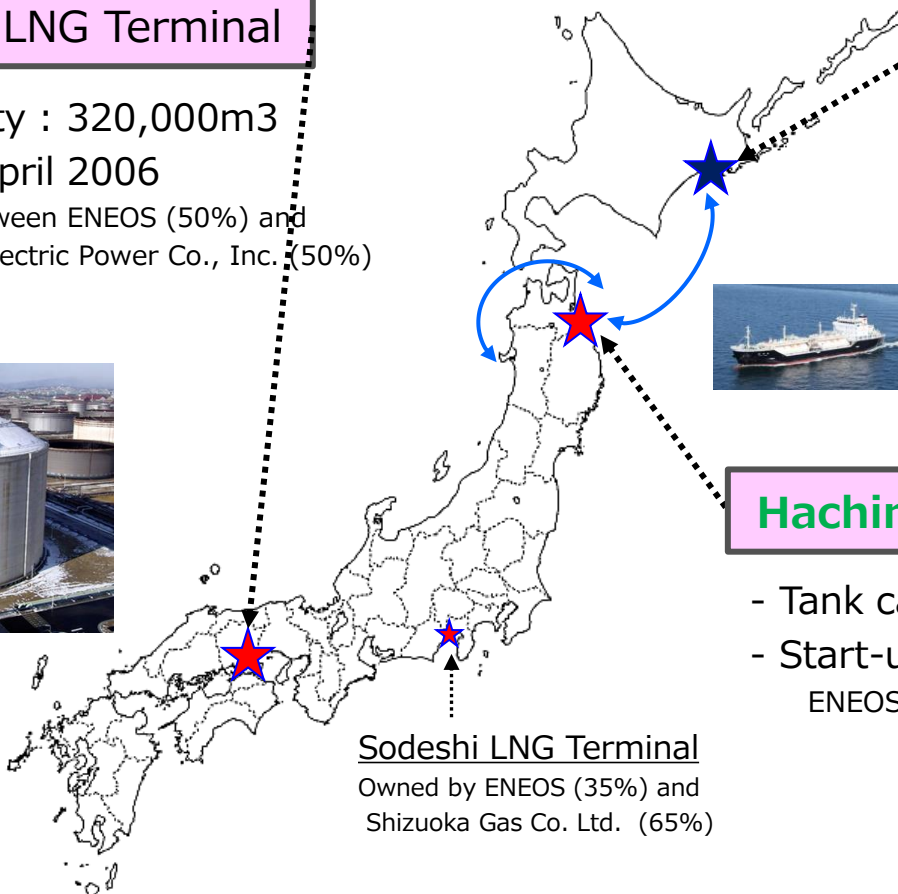 LNG Terminal
ty : 320,000m3
pril 2006
ween ENEOS (50%) and
ectric Power Co., Inc. (50%)
Hachin
- Tank ca
- Start-u
ENEOS
Sodeshi LNG Terminal
Owned by ENEOS (35%) and
Shizuoka Gas Co. Ltd. (65%)